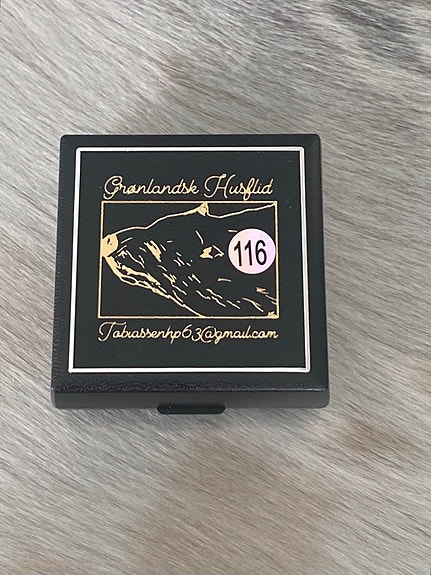 Grønlandsk Husflid
116
Tobiassenhp63@gmail.com